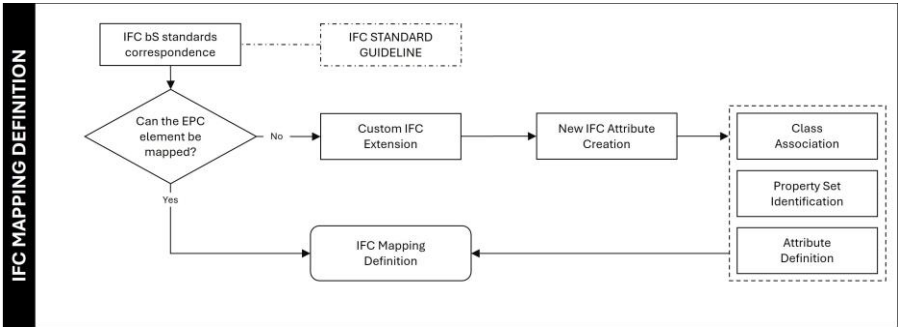 IFC MAPPING DEFINITION
IFC bS standards
correspondence
IFC STANDARD
GUIDELINE
Can the EPC
element be
mapped?
No
Custom IFC
Extension
New IFC Attribute
Creation
Class
Association
Property Set
Identification
Attribute
Definition
Yes
IFC Mapping
Definition